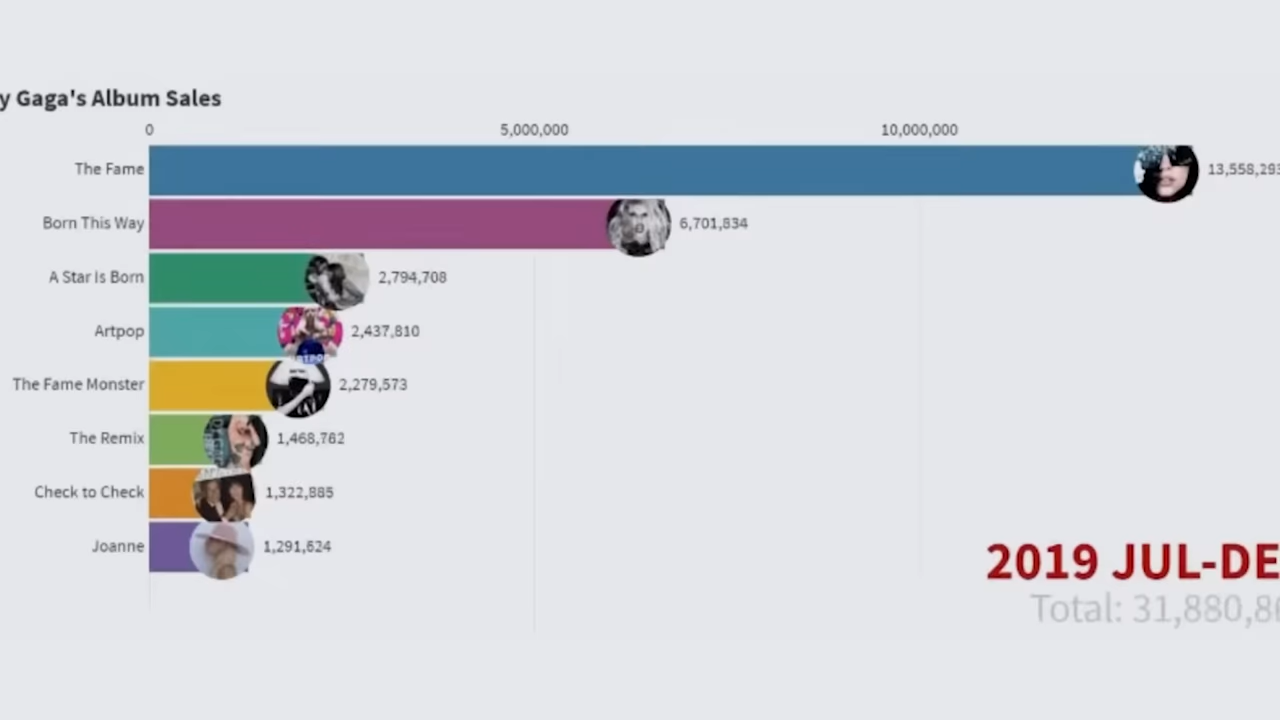 y Gaga's Album Sales
0 5,000,000 10,000,000
The Fame 13,558,293
Born This Way 6,701,834
A Star Is Born 2,794,708
Artpop 2,437,810
The Fame Monster 2,279,573
The Remix 1,468,762
Check to Check 1,322,885
Joanne 1,291,624
2019 JUL-DE
Total: 31,880,8